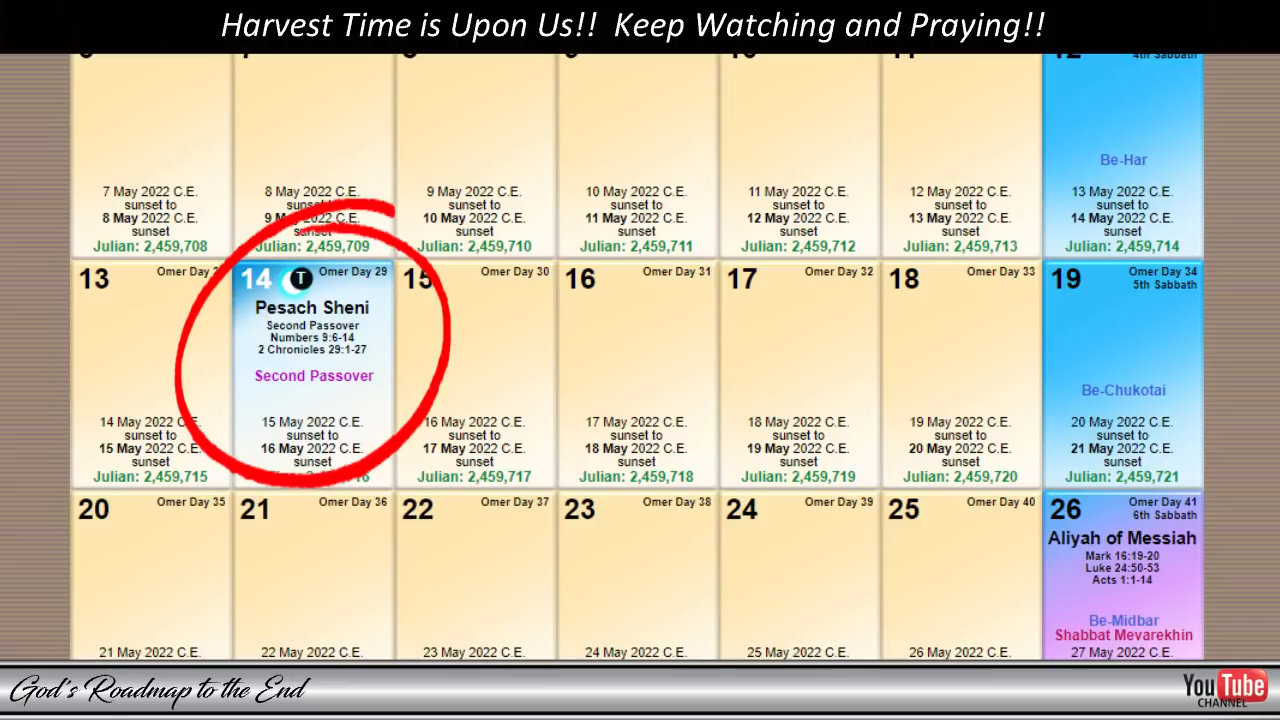 Harvest Time is Upon Us!! Keep Watching and Praying!!
4th Sabbath
Be-Har
7 May 2022 C.E.
sunset to
8 May 2022 C.E.
sunset
Julian: 2,459,708
8 May 2022 C.E.
sunset to
9 May 2022 C.E.
sunset
Julian: 2,459,709
9 May 2022 C.E.
sunset to
10 May 2022 C.E.
sunset
Julian: 2,459,710
10 May 2022 C.E.
sunset to
11 May 2022 C.E.
sunset
Julian: 2,459,711
11 May 2022 C.E.
sunset to
12 May 2022 C.E.
sunset
Julian: 2,459,712
12 May 2022 C.E.
sunset to
13 May 2022 C.E.
sunset
Julian: 2,459,713
13 May 2022 C.E.
sunset to
14 May 2022 C.E.
sunset
Julian: 2,459,714
13 Omer Day
14 May 2022 C.E.
sunset to
15 May 2022 C.E.
sunset
Julian: 2,459,715
14 T Omer Day 29
Pesach Sheni
Second Passover
Numbers 9:6-14
2 Chronicles 29:1-27
Second Passover
15 May 2022 C.E.
sunset to
16 May 2022 C.E.
sunset
15 Omer Day 30
16 May 2022 C.E.
sunset to
17 May 2022 C.E.
sunset
Julian: 2,459,717
16 Omer Day 31
17 May 2022 C.E.
sunset to
18 May 2022 C.E.
sunset
Julian: 2,459,718
17 Omer Day 32
18 May 2022 C.E.
sunset to
19 May 2022 C.E.
sunset
Julian: 2,459,719
18 Omer Day 33
19 May 2022 C.E.
sunset to
20 May 2022 C.E.
sunset
Julian: 2,459,720
19 Omer Day 34
5th Sabbath
Be-Chukotai
20 May 2022 C.E.
sunset to
21 May 2022 C.E.
sunset
Julian: 2,459,721
20 Omer Day 35
21 May 2022 C.E.
21 Omer Day 36
22 May 2022 C.E.
22 Omer Day 37
23 May 2022 C.E.
23 Omer Day 38
24 May 2022 C.E.
24 Omer Day 39
25 May 2022 C.E.
25 Omer Day 40
26 May 2022 C.E.
26 Omer Day 41
6th Sabbath
Aliyah of Messiah
Mark 16:19-20
Luke 24:50-53
Acts 1:1-14
Be-Midbar
Shabbat Mevarekhin
27 May 2022 C.E.
God's Roadmap to the End
YouTube
CHANNEL